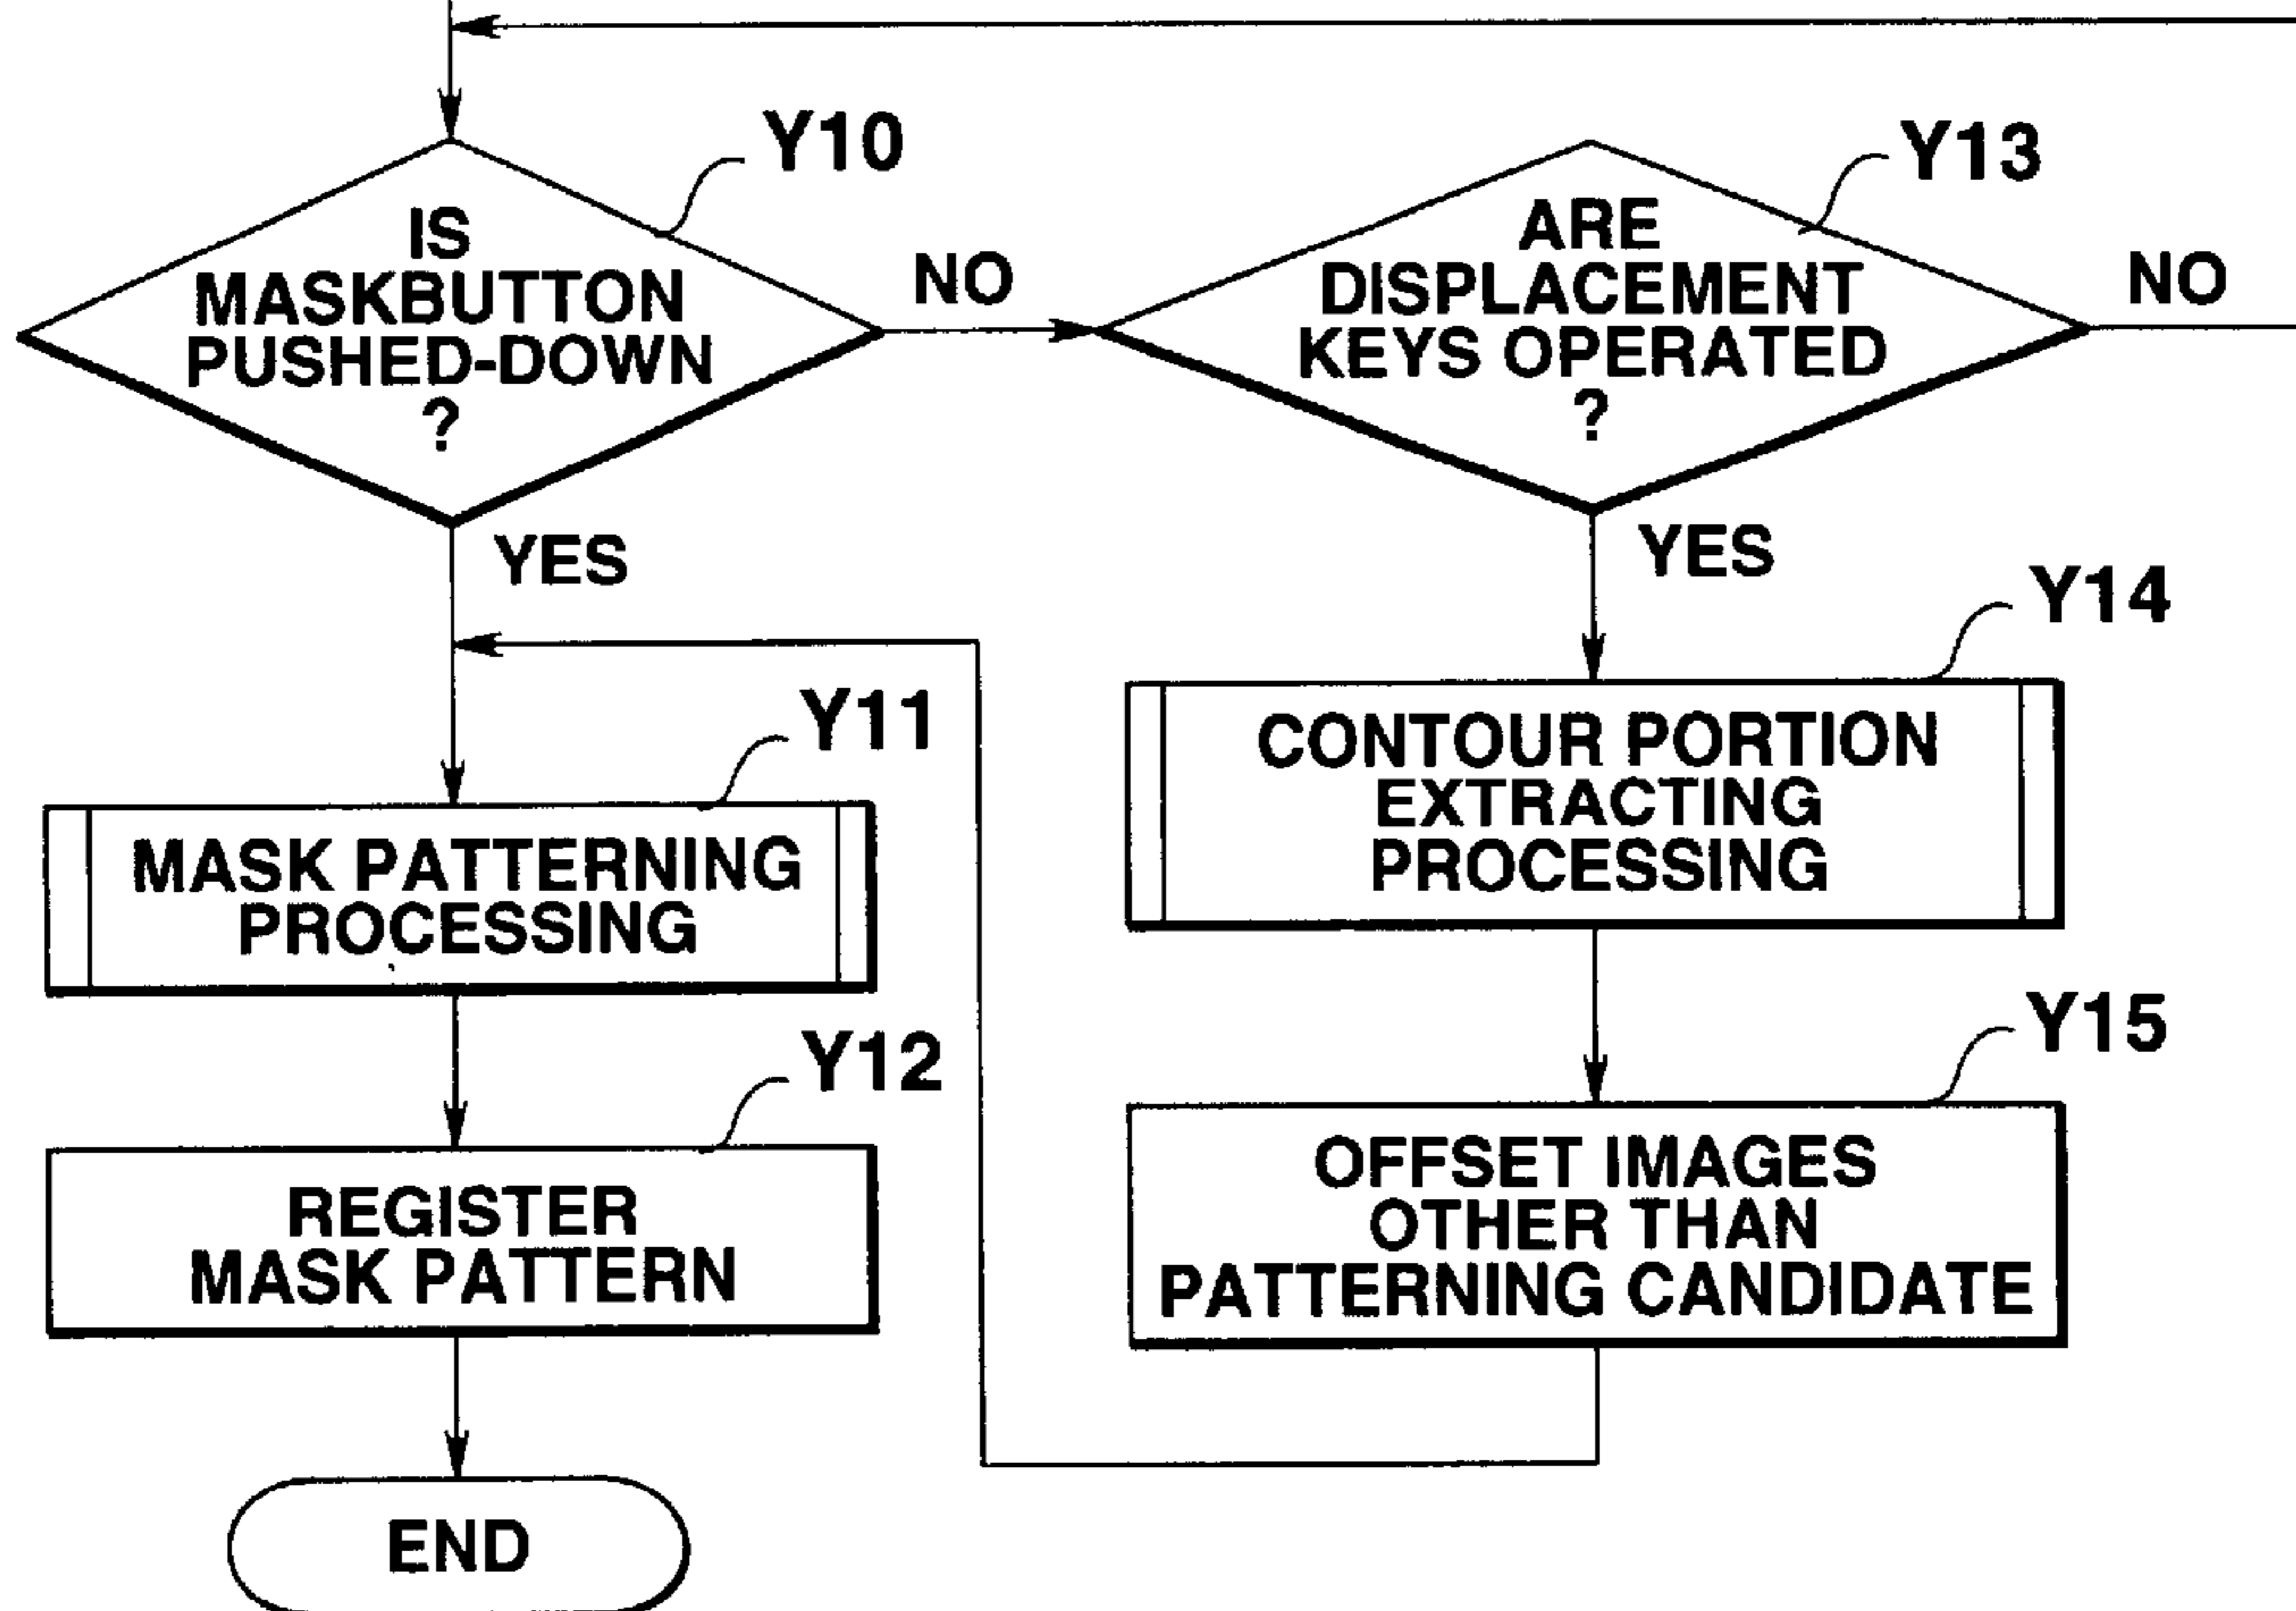 Y10
IS
MASKBUTTON
PUSHED-DOWN
?
NO
YES
Y13
ARE
DISPLACEMENT
KEYS OPERATED
?
NO
YES
Y11
MASK PATTERNING
PROCESSING
Y12
REGISTER
MASK PATTERN
END
Y14
CONTOUR PORTION
EXTRACTING
PROCESSING
Y15
OFFSET IMAGES
OTHER THAN
PATTERNING CANDIDATE